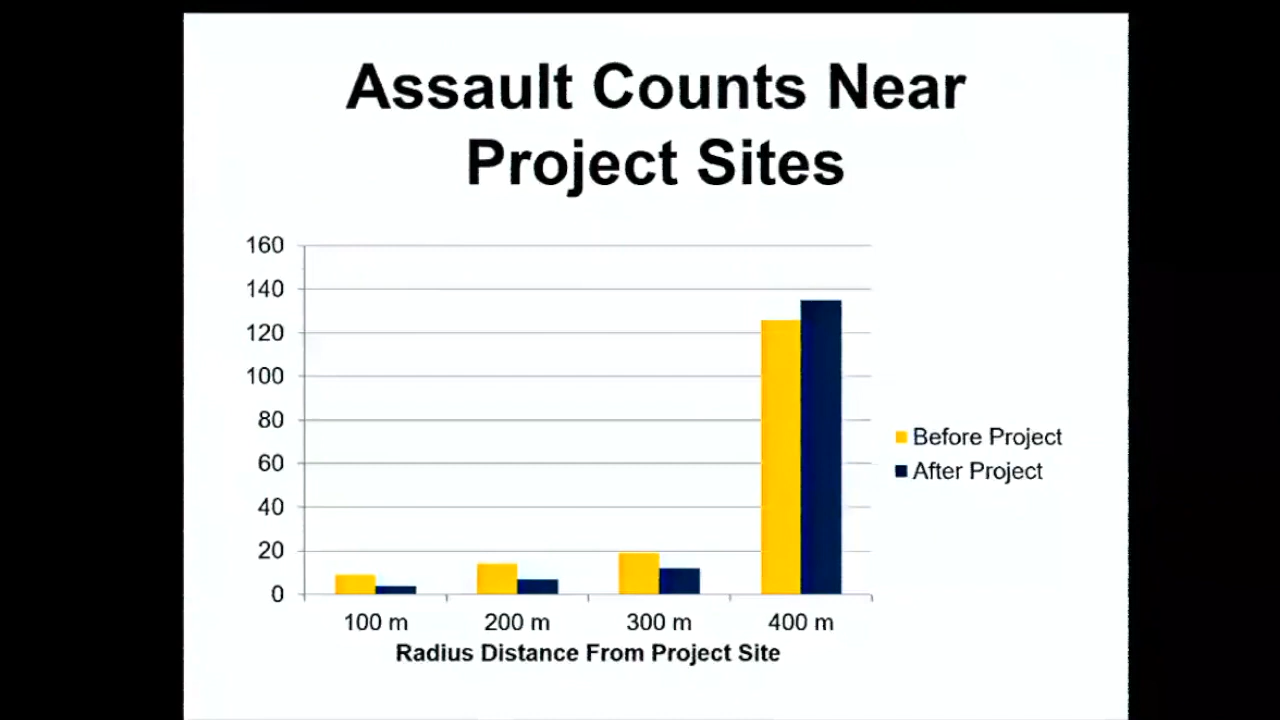 Assault Counts Near
Project Sites
160
140
120
100
80
60
40
20
0
100 m 200 m 300 m 400 m
Radius Distance From Project Site
Before Project
After Project